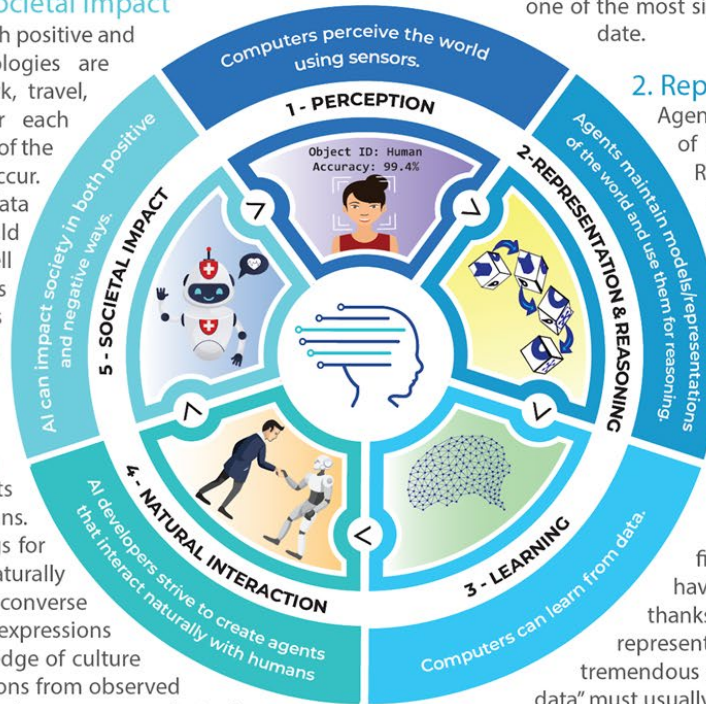 ocietal Impact
h positive and
ologies are
k, travel,
r each
of the
ccur.
ata
ld
ell
s
s
ts
ns.
gs for
aturally
converse
expressions
dge of culture
ons from observed
one of the most si
date.
2. Rep
Agen
of
R
fi
hav
thanks
represent
tremendous
data” must usually
Computers perceive the world
using sensors.
1 - PERCEPTION
Object ID: Human
Accuracy: 99.4%
Agents maintain models/representations
of the world and use them for reasoning.
2-REPRESENTATION & REASONING
3 - LEARNING
Computers can learn from data.
4 - NATURAL INTERACTION
AI developers strive to create agents
that interact naturally with humans
5 - SOCIETAL IMPACT
AI can impact society in both positive
and negative ways.